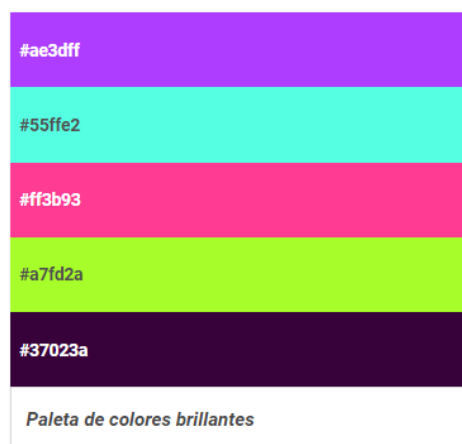 #ae3dff
#55ffe2
#ff3b93
#a7fd2a
#37023a
Paleta de colores brillantes